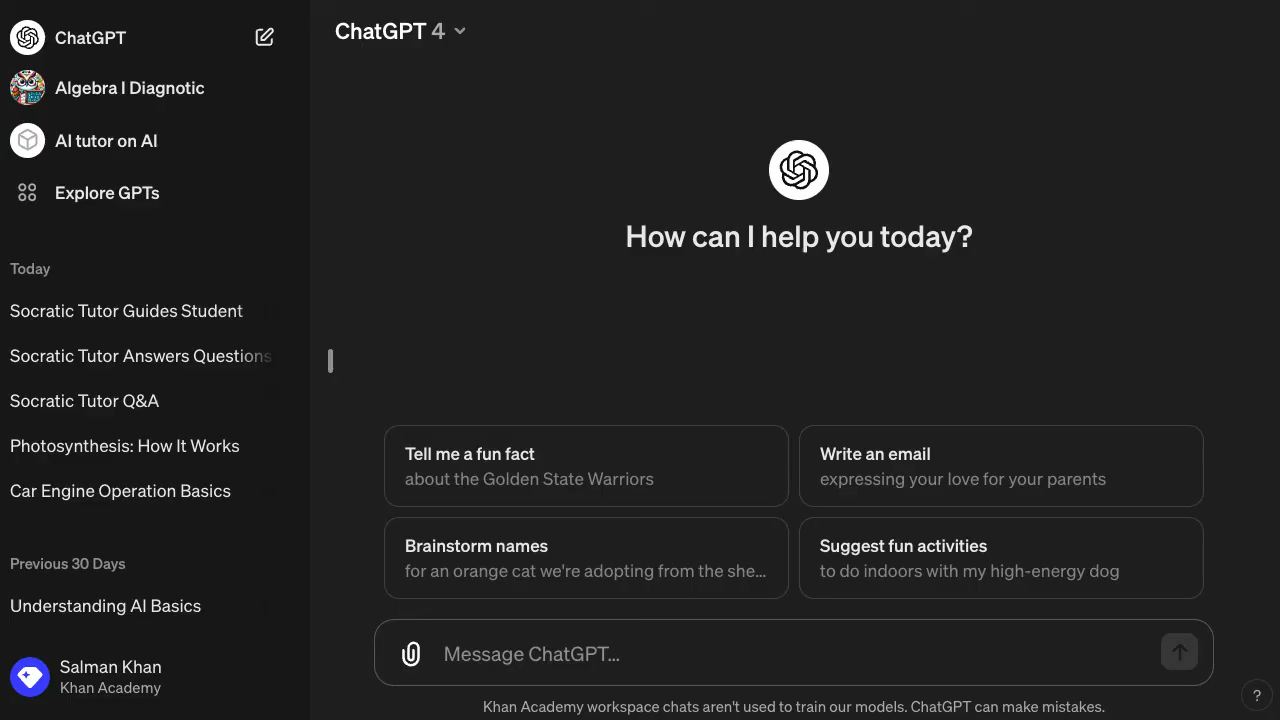 ChatGPT
Algebra I Diagnotic
AI tutor on AI
Explore GPTs
Today
Socratic Tutor Guides Student
Socratic Tutor Answers Questions
Socratic Tutor Q&A
Photosynthesis: How It Works
Car Engine Operation Basics
Previous 30 Days
Understanding AI Basics
Salman Khan
Khan Academy
ChatGPT 4
How can I help you today?
Tell me a fun fact
about the Golden State Warriors
Write an email
expressing your love for your parents
Brainstorm names
for an orange cat we're adopting from the she...
Suggest fun activities
to do indoors with my high-energy dog
Message ChatGPT...
Khan Academy workspace chats aren't used to train our models. ChatGPT can make mistakes.
?